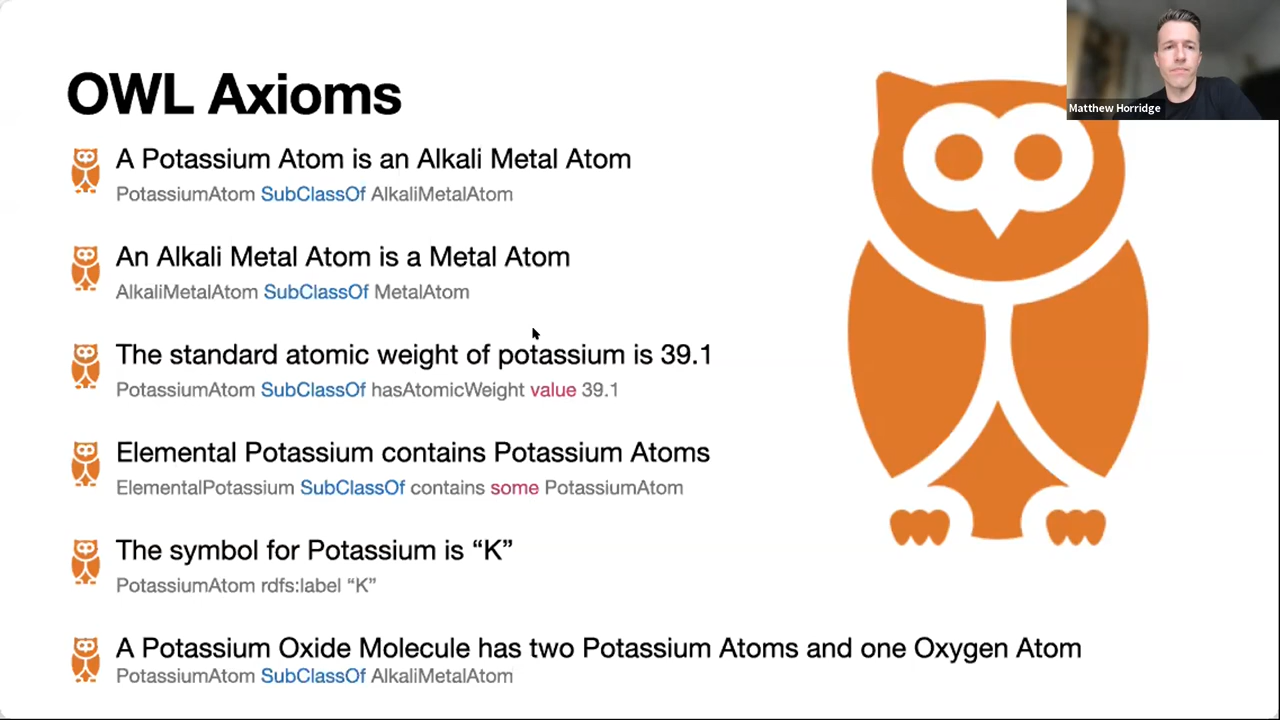 Matthew Horridge
OWL Axioms
A Potassium Atom is an Alkali Metal Atom
PotassiumAtom SubClassOf AlkaliMetalAtom
An Alkali Metal Atom is a Metal Atom
AlkaliMetalAtom SubClassOf MetalAtom
The standard atomic weight of potassium is 39.1
PotassiumAtom SubClassOf hasAtomicWeight value 39.1
Elemental Potassium contains Potassium Atoms
ElementalPotassium SubClassOf contains some PotassiumAtom
The symbol for Potassium is “K”
PotassiumAtom rdfs:label “K”
A Potassium Oxide Molecule has two Potassium Atoms and one Oxygen Atom
PotassiumAtom SubClassOf AlkaliMetalAtom